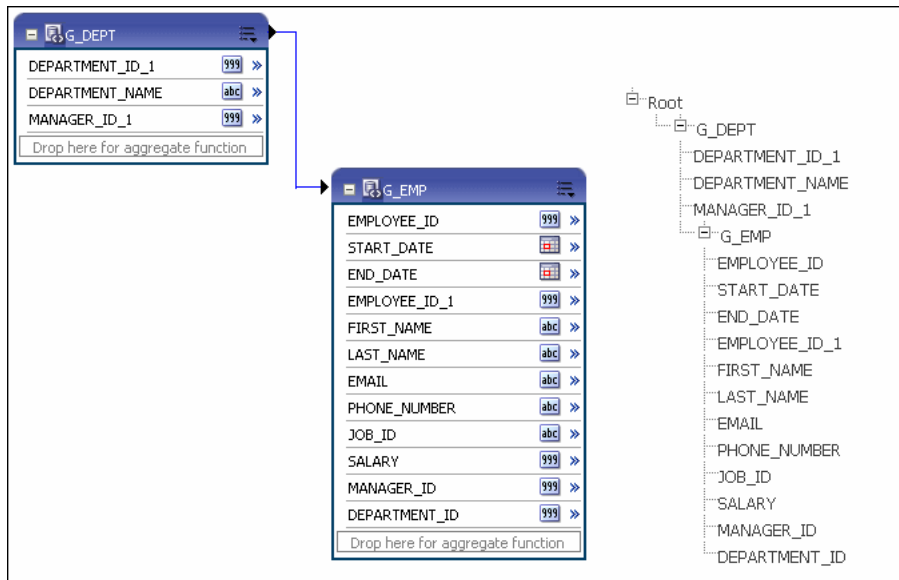 G_DEPT
DEPARTMENT_ID_1 999
DEPARTMENT_NAME abc
MANAGER_ID_1 999
Drop here for aggregate function
G_EMP
EMPLOYEE_ID 999
START_DATE
END_DATE
EMPLOYEE_ID_1 999
FIRST_NAME abc
LAST_NAME abc
EMAIL abc
PHONE_NUMBER abc
JOB_ID abc
SALARY 999
MANAGER_ID 999
DEPARTMENT_ID 999
Drop here for aggregate function
Root
G_DEPT
DEPARTMENT_ID_1
DEPARTMENT_NAME
MANAGER_ID_1
G_EMP
EMPLOYEE_ID
START_DATE
END_DATE
EMPLOYEE_ID_1
FIRST_NAME
LAST_NAME
EMAIL
PHONE_NUMBER
JOB_ID
SALARY
MANAGER_ID
DEPARTMENT_ID